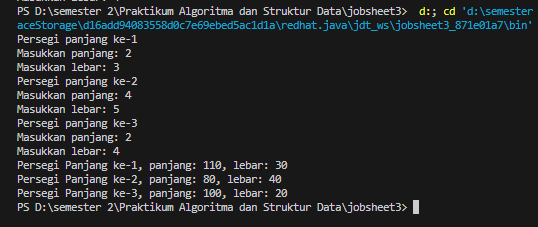 PS D:\semester 2\Praktikum Algoritma dan Struktur Data\jobsheet3> d:; cd 'd:\semester
aceStorage\d16add94083558d0c7e69ebed5ac1d1a\redhat.java\jdt_ws\jobsheet3_871e01a7\bin'
Persegi panjang ke-1
Masukkan panjang: 2
Masukkan lebar: 3
Persegi panjang ke-2
Masukkan panjang: 4
Masukkan lebar: 5
Persegi panjang ke-3
Masukkan panjang: 2
Masukkan lebar: 4
Persegi Panjang ke-1, panjang: 110, lebar: 30
Persegi Panjang ke-2, panjang: 80, lebar: 40
Persegi Panjang ke-3, panjang: 100, lebar: 20
PS D:\semester 2\Praktikum Algoritma dan Struktur Data\jobsheet3>